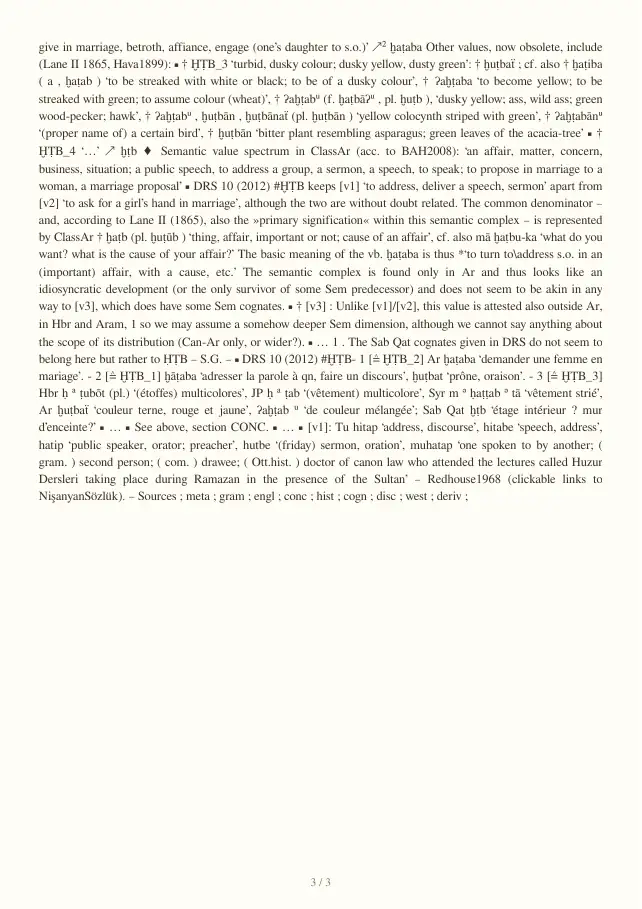 give in marriage, betroth, affiance, engage (one’s daughter to s.o.)’ ↗² ḫaṭaba Other values, now obsolete, include
(Lane II 1865, Hava1899): ▪ † ḪṬB_3 ‘turbid, dusky colour; dusky yellow, dusty green’: † ḫuṭbaẗ ; cf. also † ḫaṭiba
( a , ḫaṭab ) ‘to be streaked with white or black; to be of a dusky colour’, † ʔaḫṭaba ‘to become yellow; to be
streaked with green; to assume colour (wheat)’, † ʔaḫṭabᵘ (f. ḫaṭbāʔᵘ , pl. ḫuṭb ), ‘dusky yellow; ass, wild ass; green
wood-pecker; hawk’, † ʔaḫṭabᵘ , ḫuṭbān , ḫuṭbānaẗ (pl. ḫuṭbān ) ‘yellow colocynth striped with green’, † ʔaḫṭabānᵘ
‘(proper name of) a certain bird’, † ḫuṭbān ‘bitter plant resembling asparagus; green leaves of the acacia-tree’ ▪ †
ḪṬB_4 ‘…’ ↗ ḫṭb ♦ Semantic value spectrum in ClassAr (acc. to BAH2008): ‘an affair, matter, concern,
business, situation; a public speech, to address a group, a sermon, a speech, to speak; to propose in marriage to a
woman, a marriage proposal’ ▪ DRS 10 (2012) #ḪṬB keeps [v1] ‘to address, deliver a speech, sermon’ apart from
[v2] ‘to ask for a girl’s hand in marriage’, although the two are without doubt related. The common denominator –
and, according to Lane II (1865), also the »primary signification« within this semantic complex – is represented
by ClassAr † ḫaṭb (pl. ḫuṭūb ) ‘thing, affair, important or not; cause of an affair’, cf. also mā ḫaṭbu-ka ‘what do you
want? what is the cause of your affair?’ The basic meaning of the vb. ḫaṭaba is thus *‘to turn to\address s.o. in an
(important) affair, with a cause, etc.’ The semantic complex is found only in Ar and thus looks like an
idiosyncratic development (or the only survivor of some Sem predecessor) and does not seem to be akin in any
way to [v3], which does have some Sem cognates. ▪ † [v3] : Unlike [v1]/[v2], this value is attested also outside Ar,
in Hbr and Aram, 1 so we may assume a somehow deeper Sem dimension, although we cannot say anything about
the scope of its distribution (Can-Ar only, or wider?). ▪ … 1 . The Sab Qat cognates given in DRS do not seem to
belong here but rather to ḤṬB – S.G. – ▪ DRS 10 (2012) #ḪṬB- 1 [≙ ḪṬB_2] Ar ḫaṭaba ‘demander une femme en
mariage’. - 2 [≙ ḪṬB_1] ḫāṭaba ‘adresser la parole à qn, faire un discours’, ḫuṭbat ‘prône, oraison’. - 3 [≙ ḪṬB_3]
Hbr ḥ ᵃ ṭubōt (pl.) ‘(étoffes) multicolores’, JP ḥ ᵃ ṭab ‘(vêtement) multicolore’, Syr m ᵊ ḥaṭṭab ᵊ tā ‘vêtement strié’,
Ar ḫuṭbaẗ ‘couleur terne, rouge et jaune’, ʔaḫṭab ᵘ ‘de couleur mélangée’; Sab Qat ḫṭb ‘étage intérieur ? mur
d’enceinte?’ ▪ … ▪ See above, section CONC. ▪ … ▪ [v1]: Tu hitap ‘address, discourse’, hitabe ‘speech, address’,
hatip ‘public speaker, orator; preacher’, hutbe ‘(friday) sermon, oration’, muhatap ‘one spoken to by another; (
gram. ) second person; ( com. ) drawee; ( Ott.hist. ) doctor of canon law who attended the lectures called Huzur
Dersleri taking place during Ramazan in the presence of the Sultan’ – Redhouse1968 (clickable links to
NişanyanSözlük). – Sources ; meta ; gram ; engl ; conc ; hist ; cogn ; disc ; west ; deriv ;
3 / 3